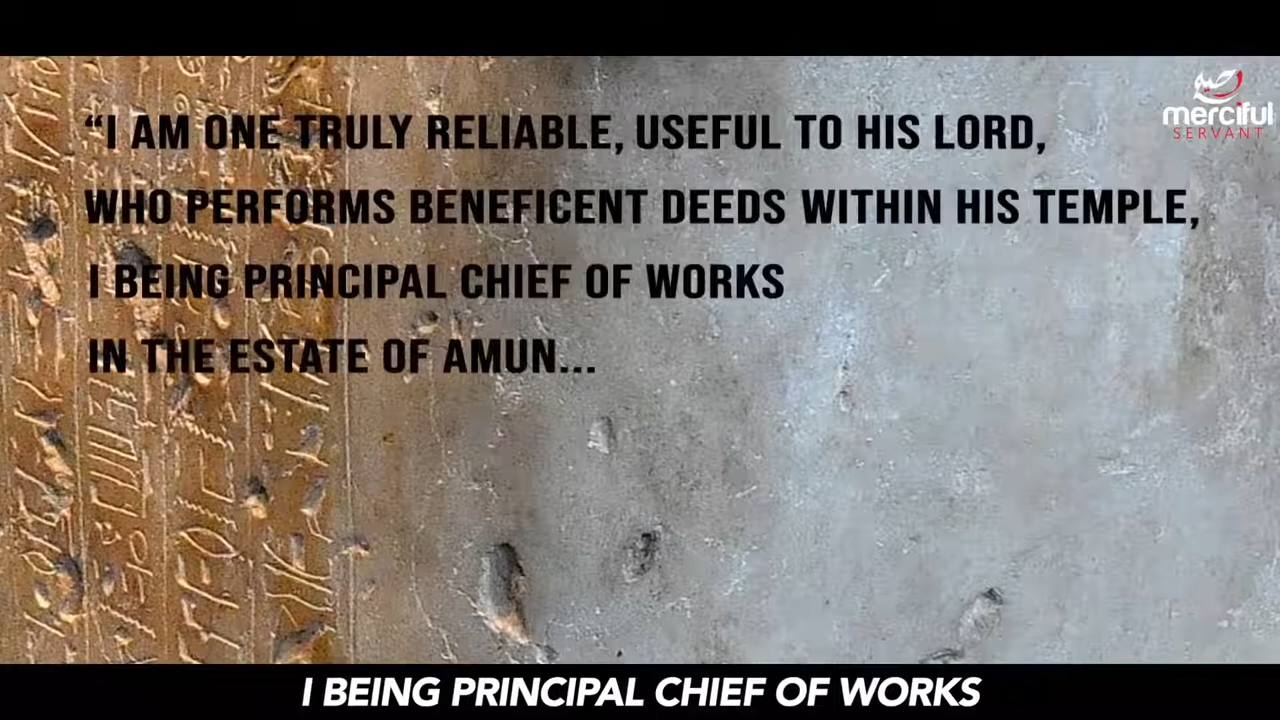 “I AM ONE TRULY RELIABLE, USEFUL TO HIS LORD,
WHO PERFORMS BENEFICENT DEEDS WITHIN HIS TEMPLE,
I BEING PRINCIPAL CHIEF OF WORKS
IN THE ESTATE OF AMUN...
merciful
SERVANT
I BEING PRINCIPAL CHIEF OF WORKS